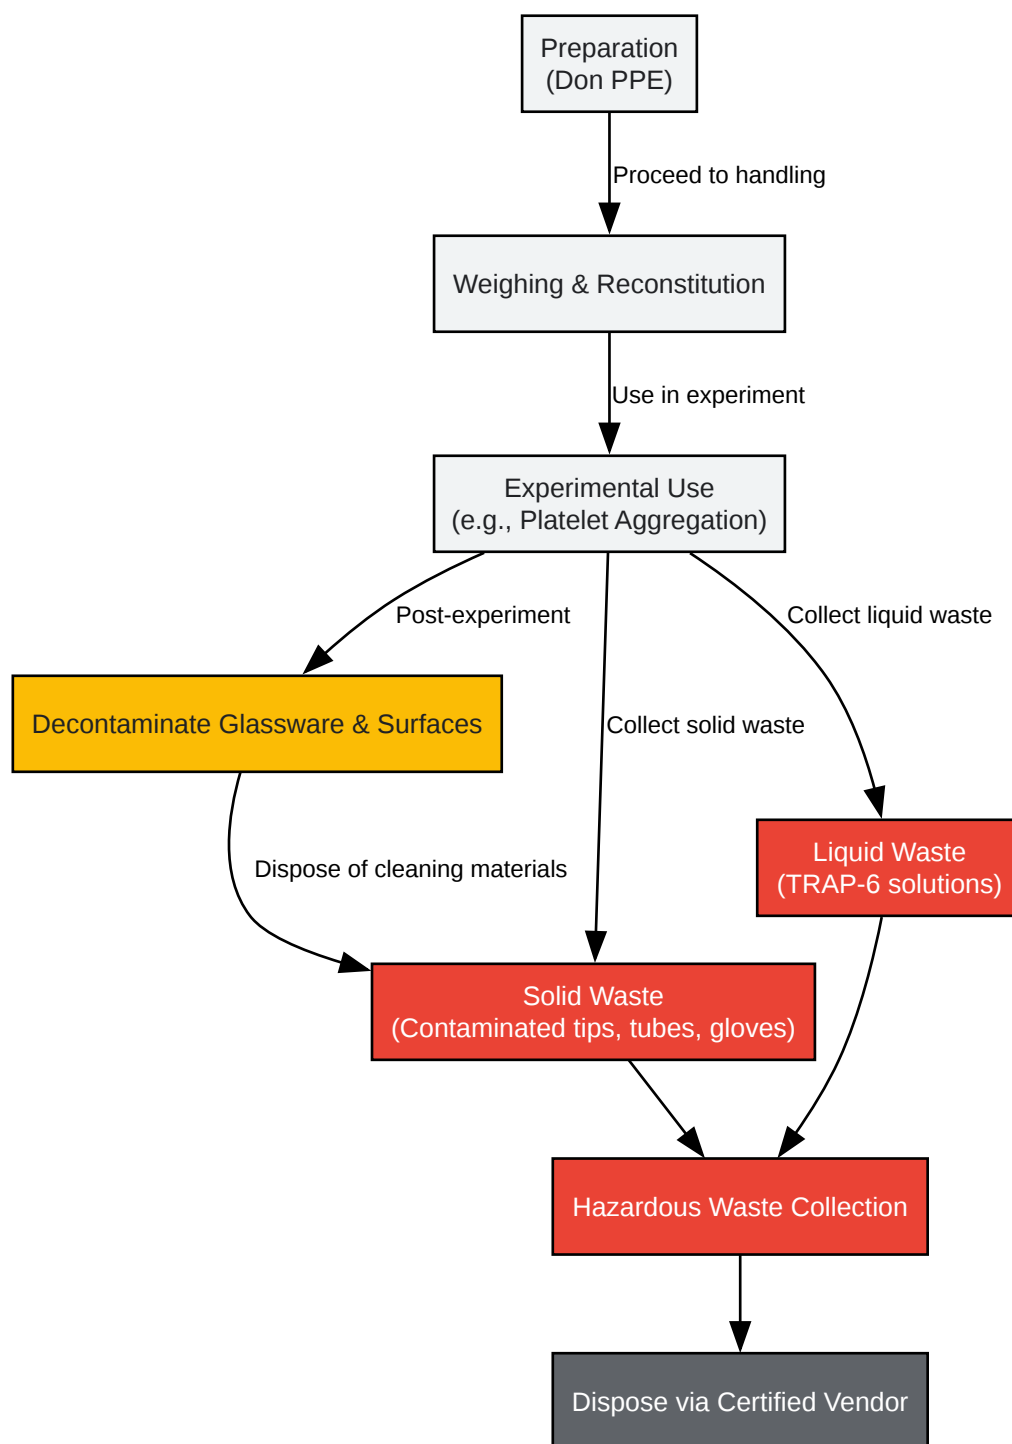 Preparation
(Don PPE)
Proceed to handling
Weighing & Reconstitution
Use in experiment
Experimental Use
(e.g., Platelet Aggregation)
Post-experiment
Collect liquid waste
Decontaminate Glassware & Surfaces
Collect solid waste
Liquid Waste
(TRAP-6 solutions)
Dispose of cleaning materials
Solid Waste
(Contaminated tips, tubes, gloves)
Hazardous Waste Collection
Dispose via Certified Vendor